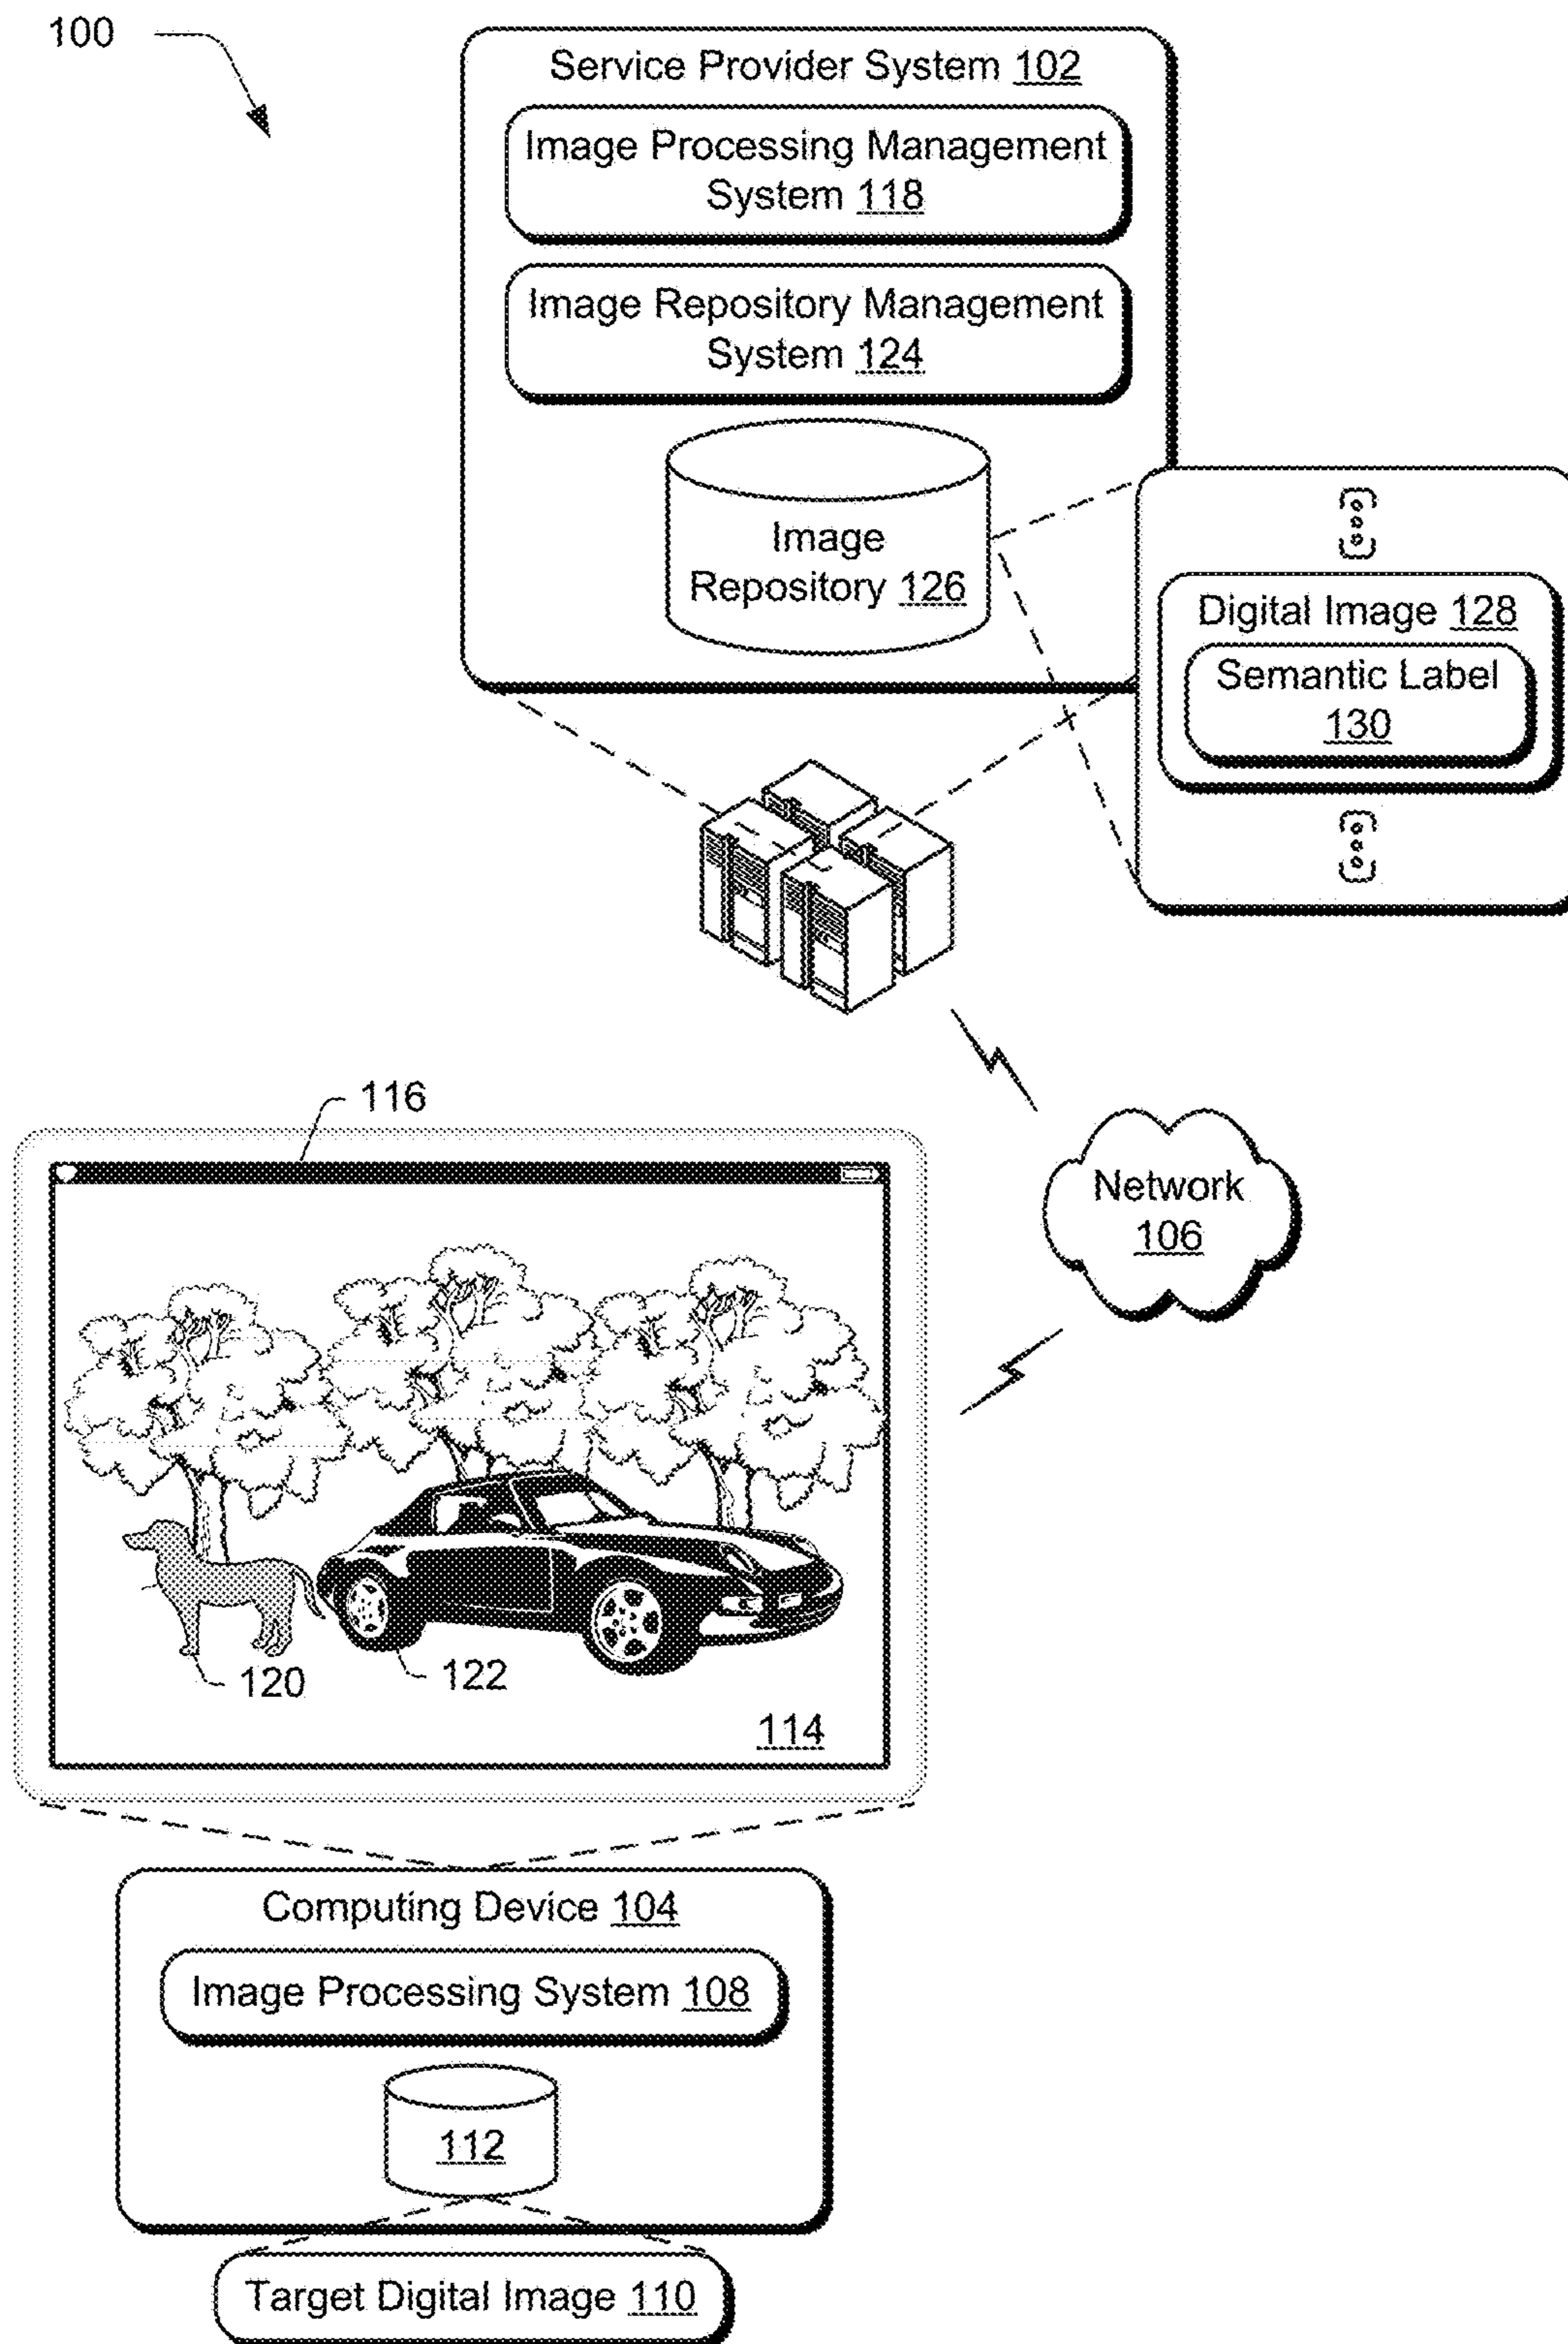 100
Service Provider System 102
Image Processing Management
System 118
Image Repository Management
System 124
Image
Repository 126
Digital Image 128
Semantic Label
130
116
Network
106
120
122
114
Computing Device 104
Image Processing System 108
112
Target Digital Image 110